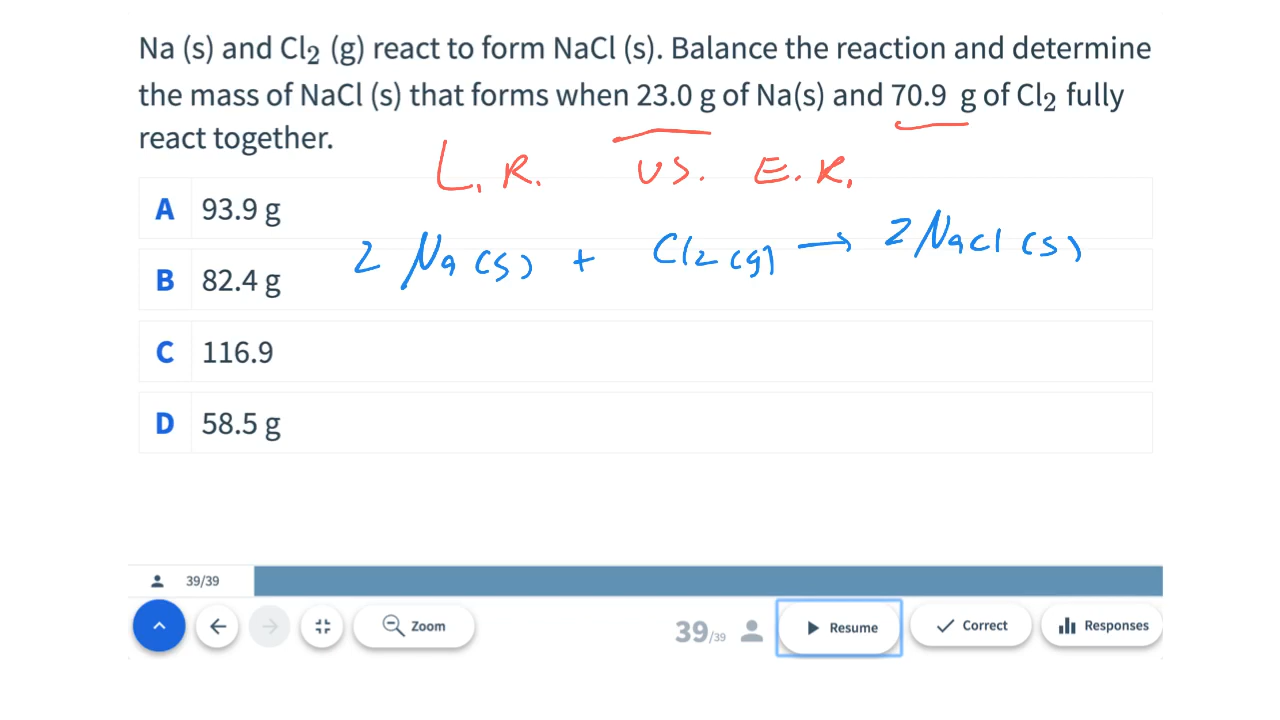 Na (s) and Cl₂ (g) react to form NaCl (s). Balance the reaction and determine
the mass of NaCl (s) that forms when 23.0 g of Na(s) and 70.9 g of Cl₂ fully
react together.
L.R. vs. E.R.
A 93.9 g
2 Na(s) + Cl2(g) → 2NaCl(s)
B 82.4 g
C 116.9
D 58.5 g
39/39
Zoom
39/39
Resume
Correct
Responses